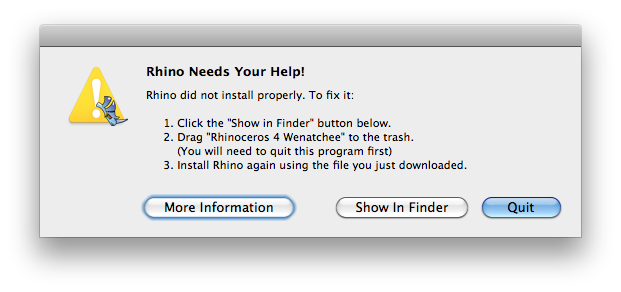 Rhino Needs Your Help!
Rhino did not install properly. To fix it:
1. Click the "Show in Finder" button below.
2. Drag "Rhinoceros 4 Wenatchee" to the trash.
(You will need to quit this program first)
3. Install Rhino again using the file you just downloaded.
More Information
Show In Finder
Quit